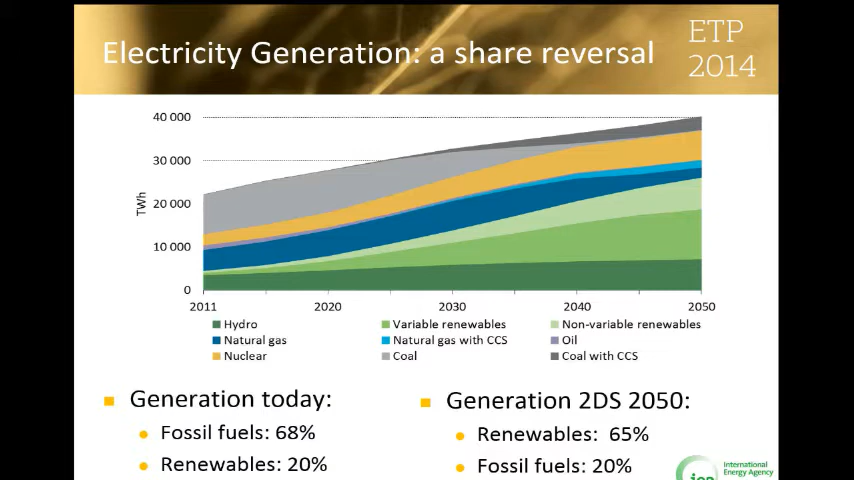 Electricity Generation: a share reversal
ETP
2014
40 000
30 000
20 000
10 000
0
TWh
2011 2020 2030 2040 2050
Hydro Variable renewables Non-variable renewables
Natural gas Natural gas with CCS Oil
Nuclear Coal Coal with CCS
Generation today:
Fossil fuels: 68%
Renewables: 20%
Generation 2DS 2050:
Renewables: 65%
Fossil fuels: 20%
International
Energy Agency
iea